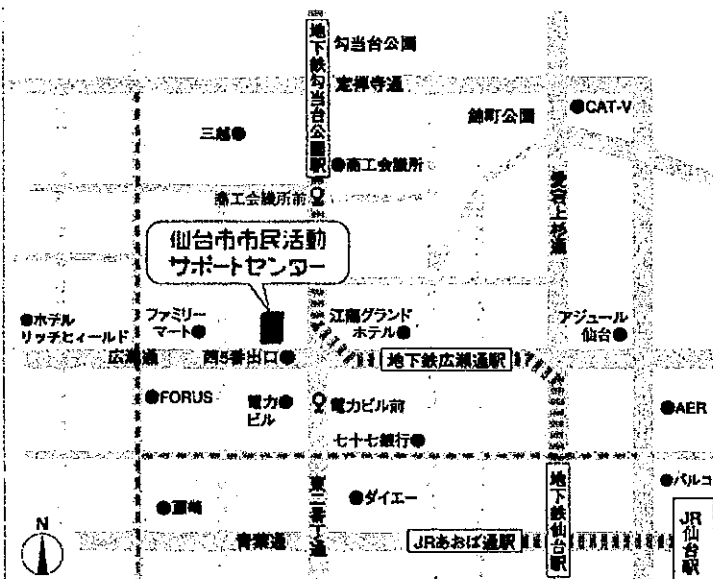 地下鉄勾当台公園駅
勾当台公園
定禅寺通
錦町公園
CAT-V
三越
商工会議所
商工会議所前
愛宕上杉通
仙台市市民活動
サポートセンター
ホテル
リッチフィールド
ファミリー
マート
江陽グランド
ホテル
アジュール
仙台
広瀬通
西5番出口
地下鉄広瀬通駅
FORUS
電力
ビル
電力ビル前
AER
七十七銀行
パルコ
東二番丁通
ダイエー
地下鉄仙台駅
JR仙台駅
N
青葉通
JRあおば通駅